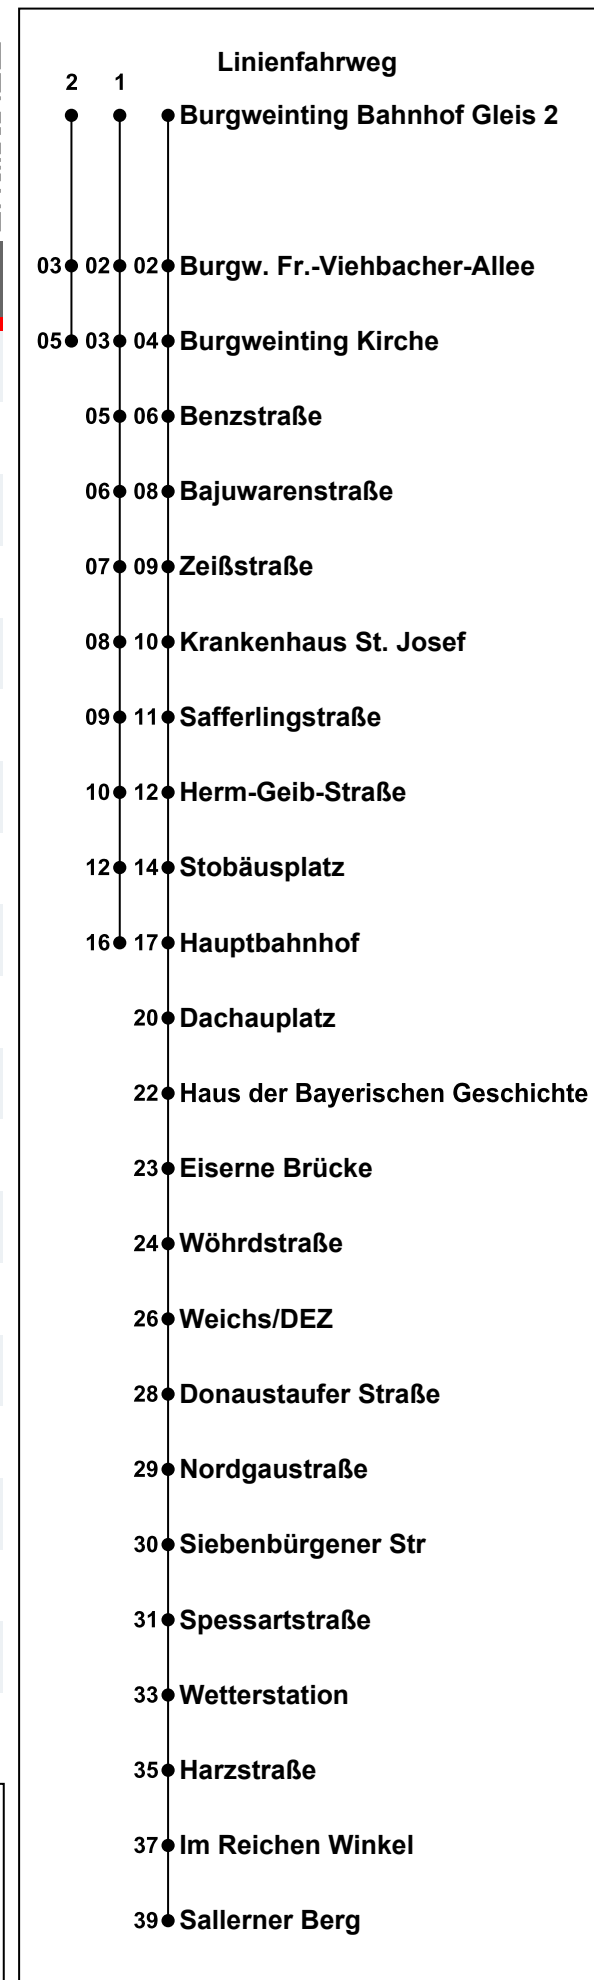 Linienfahrweg
2 1
Burgweinting Bahnhof Gleis 2
03 02 02 Burgw. Fr.-Viehbacher-Allee
05 03 04 Burgweinting Kirche
05 06 Benzstraße
06 08 Bajuwarenstraße
07 09 Zeißstraße
08 10 Krankenhaus St. Josef
09 11 Safferlingstraße
10 12 Herm-Geib-Straße
12 14 Stobäusplatz
16 17 Hauptbahnhof
20 Dachauplatz
22 Haus der Bayerischen Geschichte
23 Eiserne Brücke
24 Wöhrdstraße
26 Weichs/DEZ
28 Donaustaufer Straße
29 Nordgaustraße
30 Siebenbürgener Str
31 Spessartstraße
33 Wetterstation
35 Harzstraße
37 Im Reichen Winkel
39 Sallerner Berg